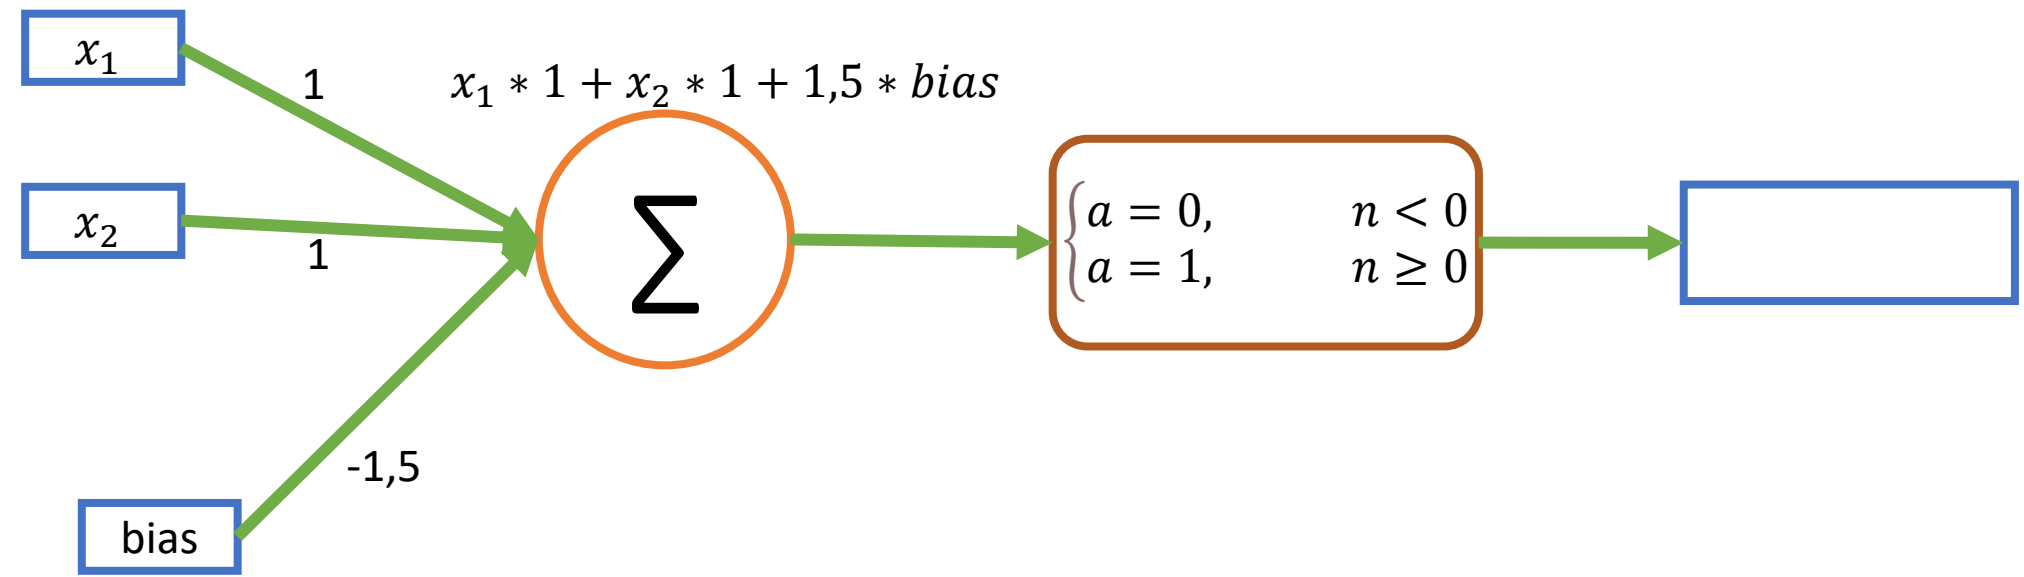 x₁
1
x₁ * 1 + x₂ * 1 + 1,5 * bias
x₂
1
∑
a = 0, n < 0
a = 1, n ≥ 0
-1,5
bias